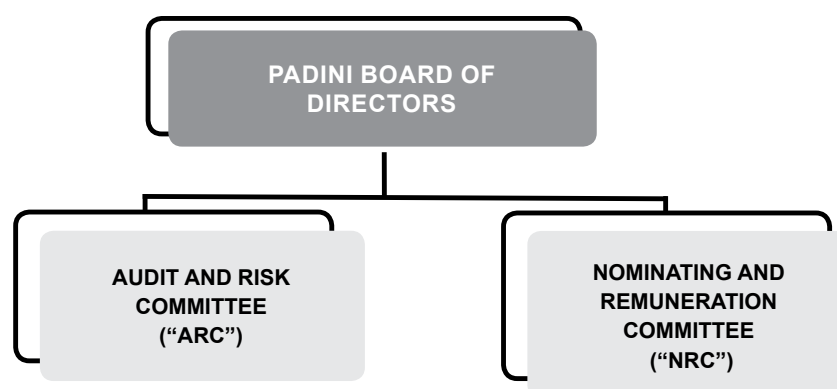 PADINI BOARD OF
DIRECTORS
AUDIT AND RISK
COMMITTEE
(“ARC”)
NOMINATING AND
REMUNERATION
COMMITTEE
(“NRC”)